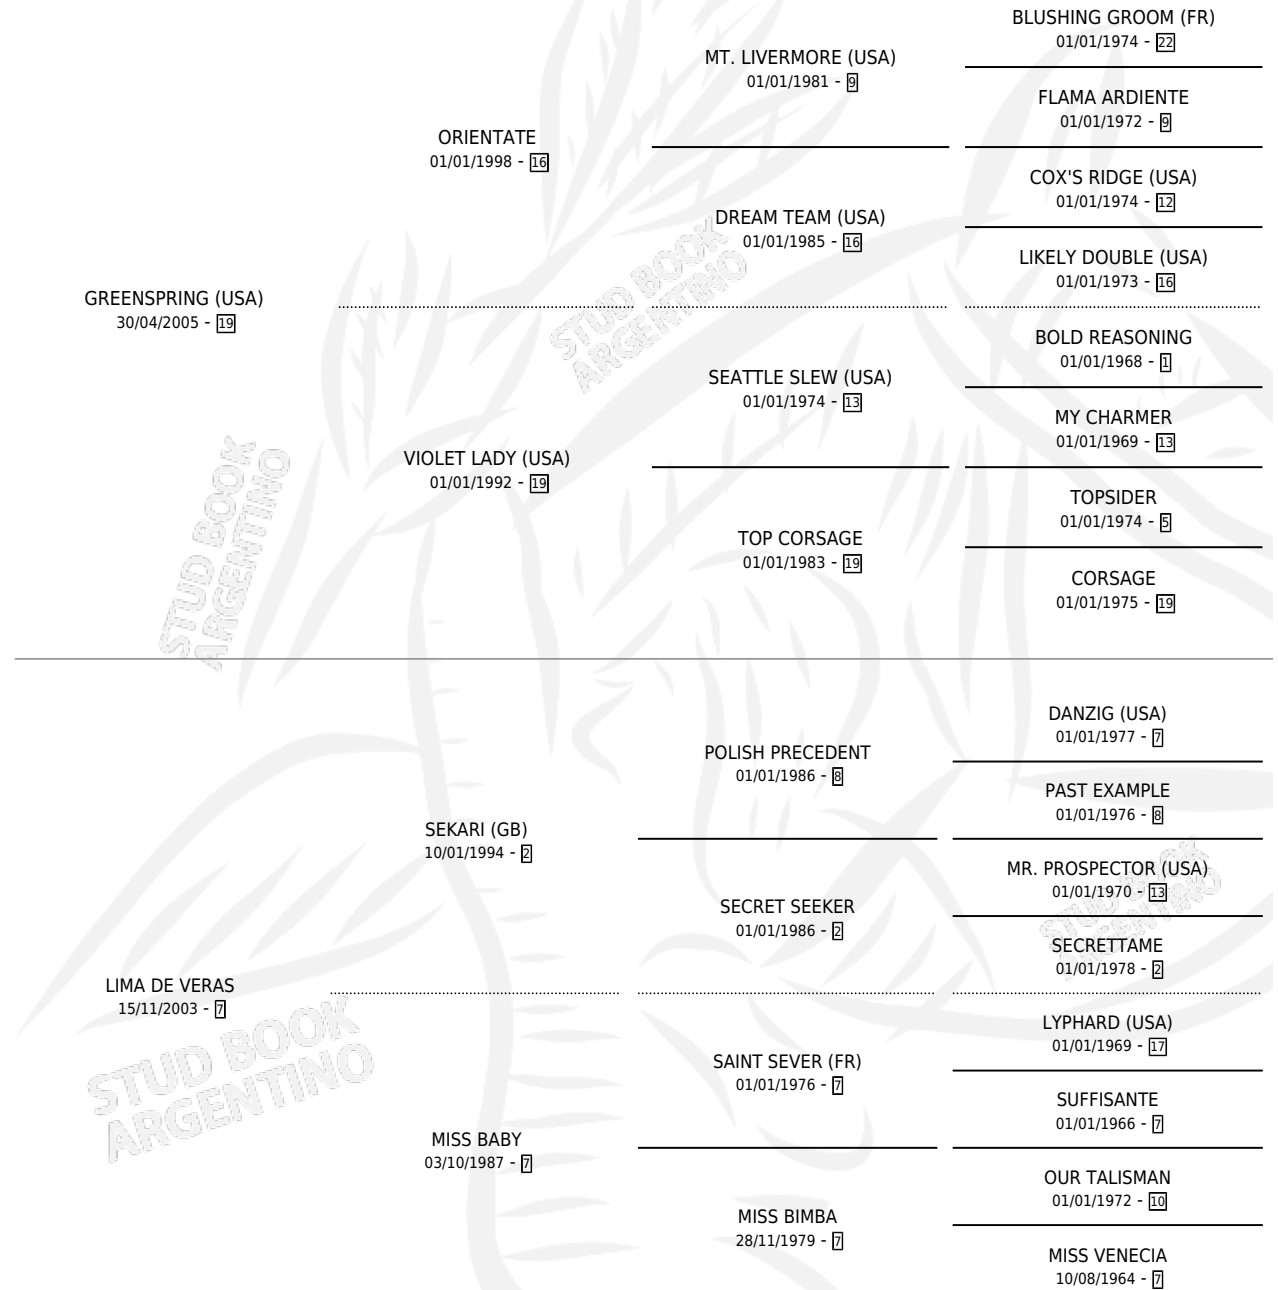 BLUSHING GROOM (FR)
01/01/1974 - 22
MT. LIVERMORE (USA)
01/01/1981 - 9
FLAMA ARDIENTE
01/01/1972 - 9
ORIENTATE
01/01/1998 - 16
COX'S RIDGE (USA)
01/01/1974 - 12
DREAM TEAM (USA)
01/01/1985 - 16
LIKELY DOUBLE (USA)
01/01/1973 - 16
GREENSPRING (USA)
30/04/2005 - 19
STUD BOOK
ARGENTINO
BOLD REASONING
01/01/1968 - 1
SEATTLE SLEW (USA)
01/01/1974 - 13
MY CHARMER
01/01/1969 - 13
VIOLET LADY (USA)
01/01/1992 - 19
STUD BOOK
ARGENTINO
TOPSIDER
01/01/1974 - 5
TOP CORSAGE
01/01/1983 - 19
CORSAGE
01/01/1975 - 19
DANZIG (USA)
01/01/1977 - 7
POLISH PRECEDENT
01/01/1986 - 8
PAST EXAMPLE
01/01/1976 - 8
SEKARI (GB)
10/01/1994 - 2
MR. PROSPECTOR (USA)
01/01/1970 - 13
STUD BOOK
ARGENTINO
SECRET SEEKER
01/01/1986 - 2
SECRETTAME
01/01/1978 - 2
LIMA DE VERAS
15/11/2003 - 7
STUD BOOK
ARGENTINO
LYPHARD (USA)
01/01/1969 - 17
SAINT SEVER (FR)
01/01/1976 - 7
SUFFISANTE
01/01/1966 - 7
MISS BABY
03/10/1987 - 7
OUR TALISMAN
01/01/1972 - 10
MISS BIMBA
28/11/1979 - 7
MISS VENECIA
10/08/1964 - 7